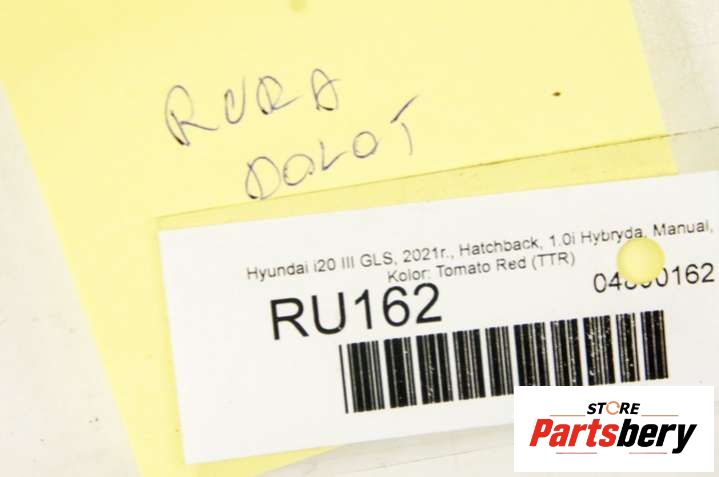 RURA
DOLOT
Hyundai i20 III GLS, 2021r., Hatchback, 1.0i Hybryda, Manual,
Kolor: Tomato Red (TTR)
RU162
STORE
Partsbery